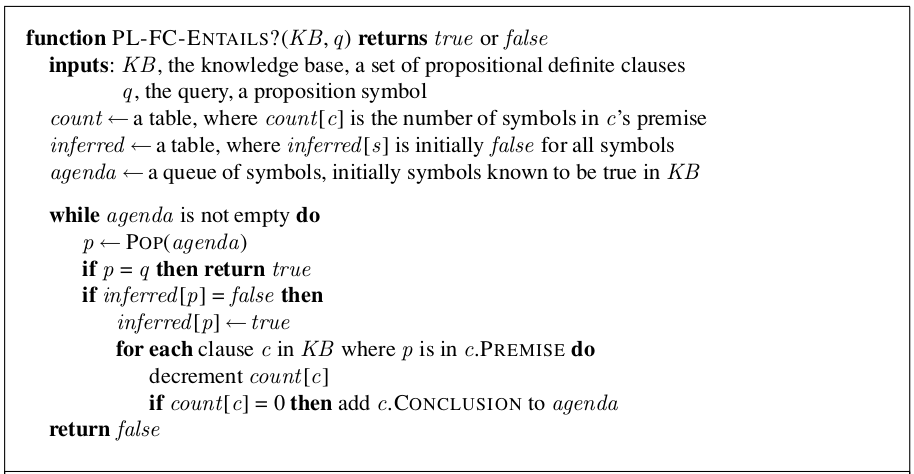 function PL-FC-ENTAILS?(KB, q) returns true or false
inputs: KB, the knowledge base, a set of propositional definite clauses
q, the query, a proposition symbol
count ← a table, where count[c] is the number of symbols in c's premise
inferred ← a table, where inferred[s] is initially false for all symbols
agenda ← a queue of symbols, initially symbols known to be true in KB
while agenda is not empty do
p ← POP(agenda)
if p = q then return true
if inferred[p] = false then
inferred[p] ← true
for each clause c in KB where p is in c.PREMISE do
decrement count[c]
if count[c] = 0 then add c.CONCLUSION to agenda
return false